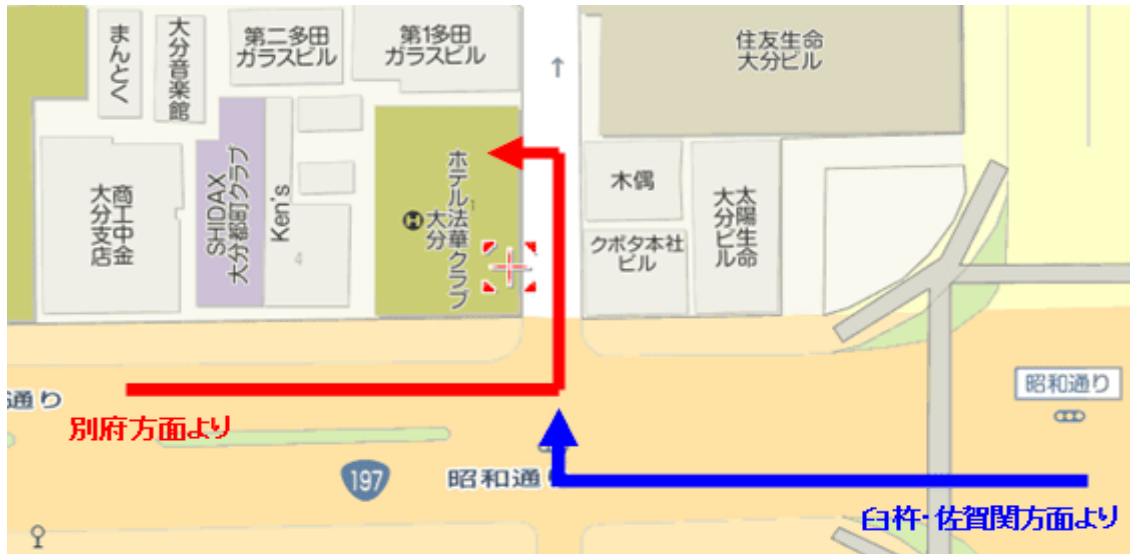 まんとく
大分音楽館
第二多田
ガラスビル
第1多田
ガラスビル
住友生命
大分ビル
商工中金
大分支店
SHIDAX
大分都町クラブ
Ken's
4
ホテル法華クラブ
大分
H
1
木偶
クボタ本社
ビル
太陽生命
大分ビル
通り
別府方面より
197
昭和通り
昭和通り
臼杵・佐賀関方面より